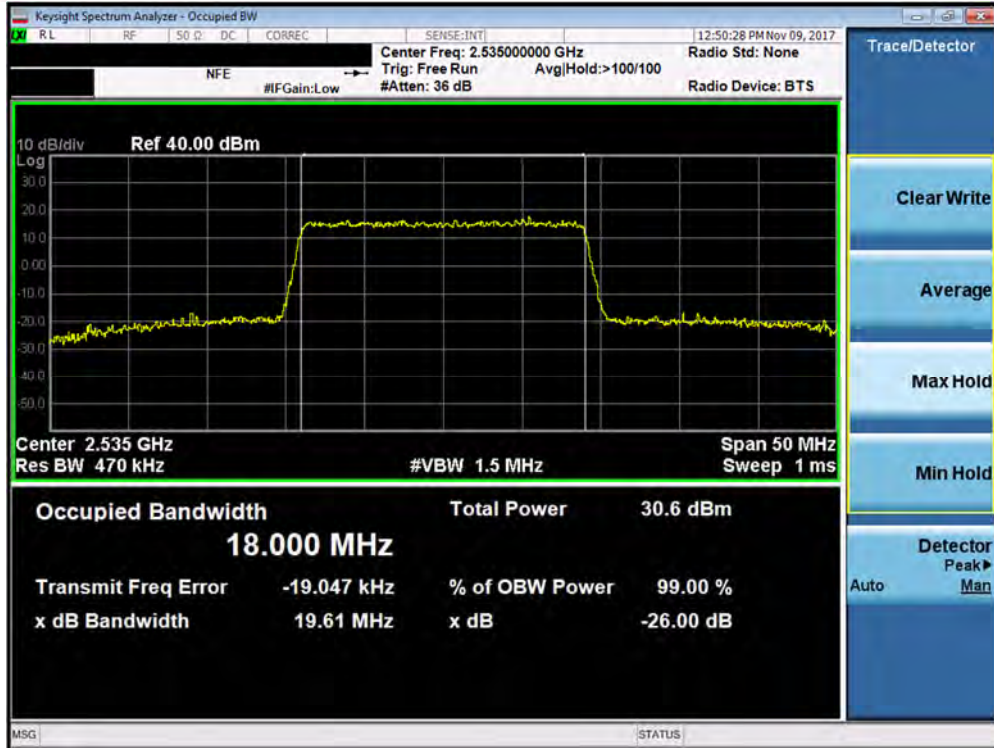 Keysight Spectrum Analyzer - Occupied BW
LXI RL RF 50 Ω DC CORREC SENSE:INT 12:50:28 PM Nov 09, 2017
Center Freq: 2.535000000 GHz Radio Std: None
NFE Trig: Free Run Avg|Hold:>100/100
#IFGain:Low #Atten: 36 dB Radio Device: BTS
Trace/Detector
10 dB/div Ref 40.00 dBm
Log
30.0
20.0
10.0
0.00
-10.0
-20.0
-30.0
-40.0
-50.0
Center 2.535 GHz Span 50 MHz
Res BW 470 kHz #VBW 1.5 MHz Sweep 1 ms
Occupied Bandwidth Total Power 30.6 dBm
18.000 MHz
Transmit Freq Error -19.047 kHz % of OBW Power 99.00 %
x dB Bandwidth 19.61 MHz x dB -26.00 dB
Clear Write
Average
Max Hold
Min Hold
Detector
Peak▶
Auto Man
MSG STATUS